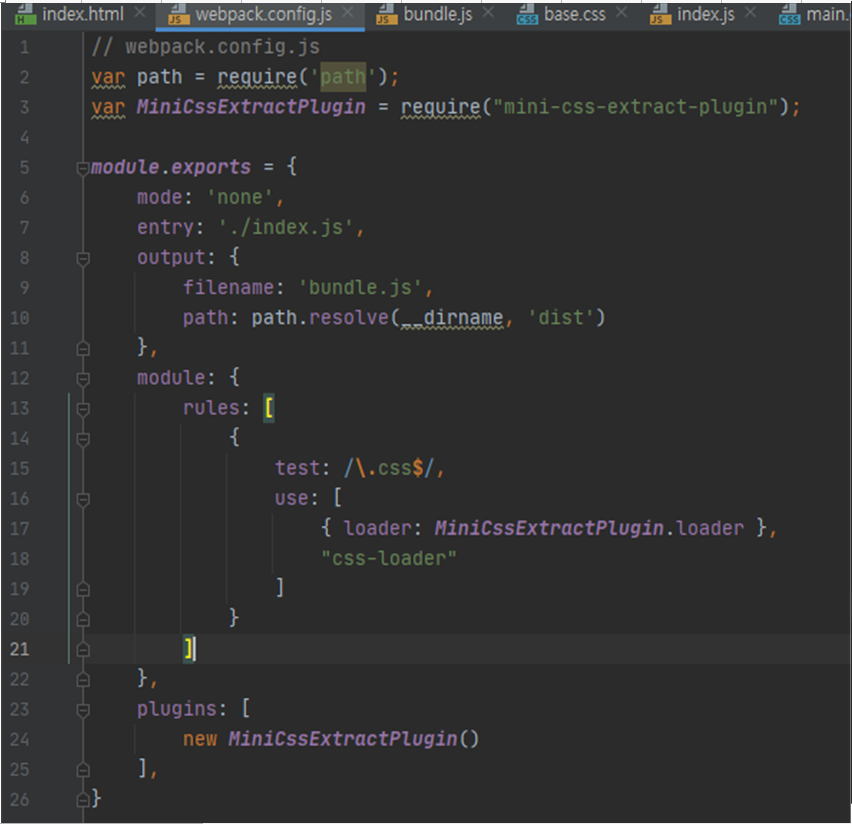 index.html
webpack.config.js
bundle.js
base.css
index.js
main.
1 // webpack.config.js
2 var path = require('path');
3 var MiniCssExtractPlugin = require("mini-css-extract-plugin");
4
5 module.exports = {
6 mode: 'none',
7 entry: './index.js',
8 output: {
9 filename: 'bundle.js',
10 path: path.resolve(__dirname, 'dist')
11 },
12 module: {
13 rules: [
14 {
15 test: /\.css$/,
16 use: [
17 { loader: MiniCssExtractPlugin.loader },
18 "css-loader"
19 ]
20 }
21 ]
22 },
23 plugins: [
24 new MiniCssExtractPlugin()
25 ],
26 }